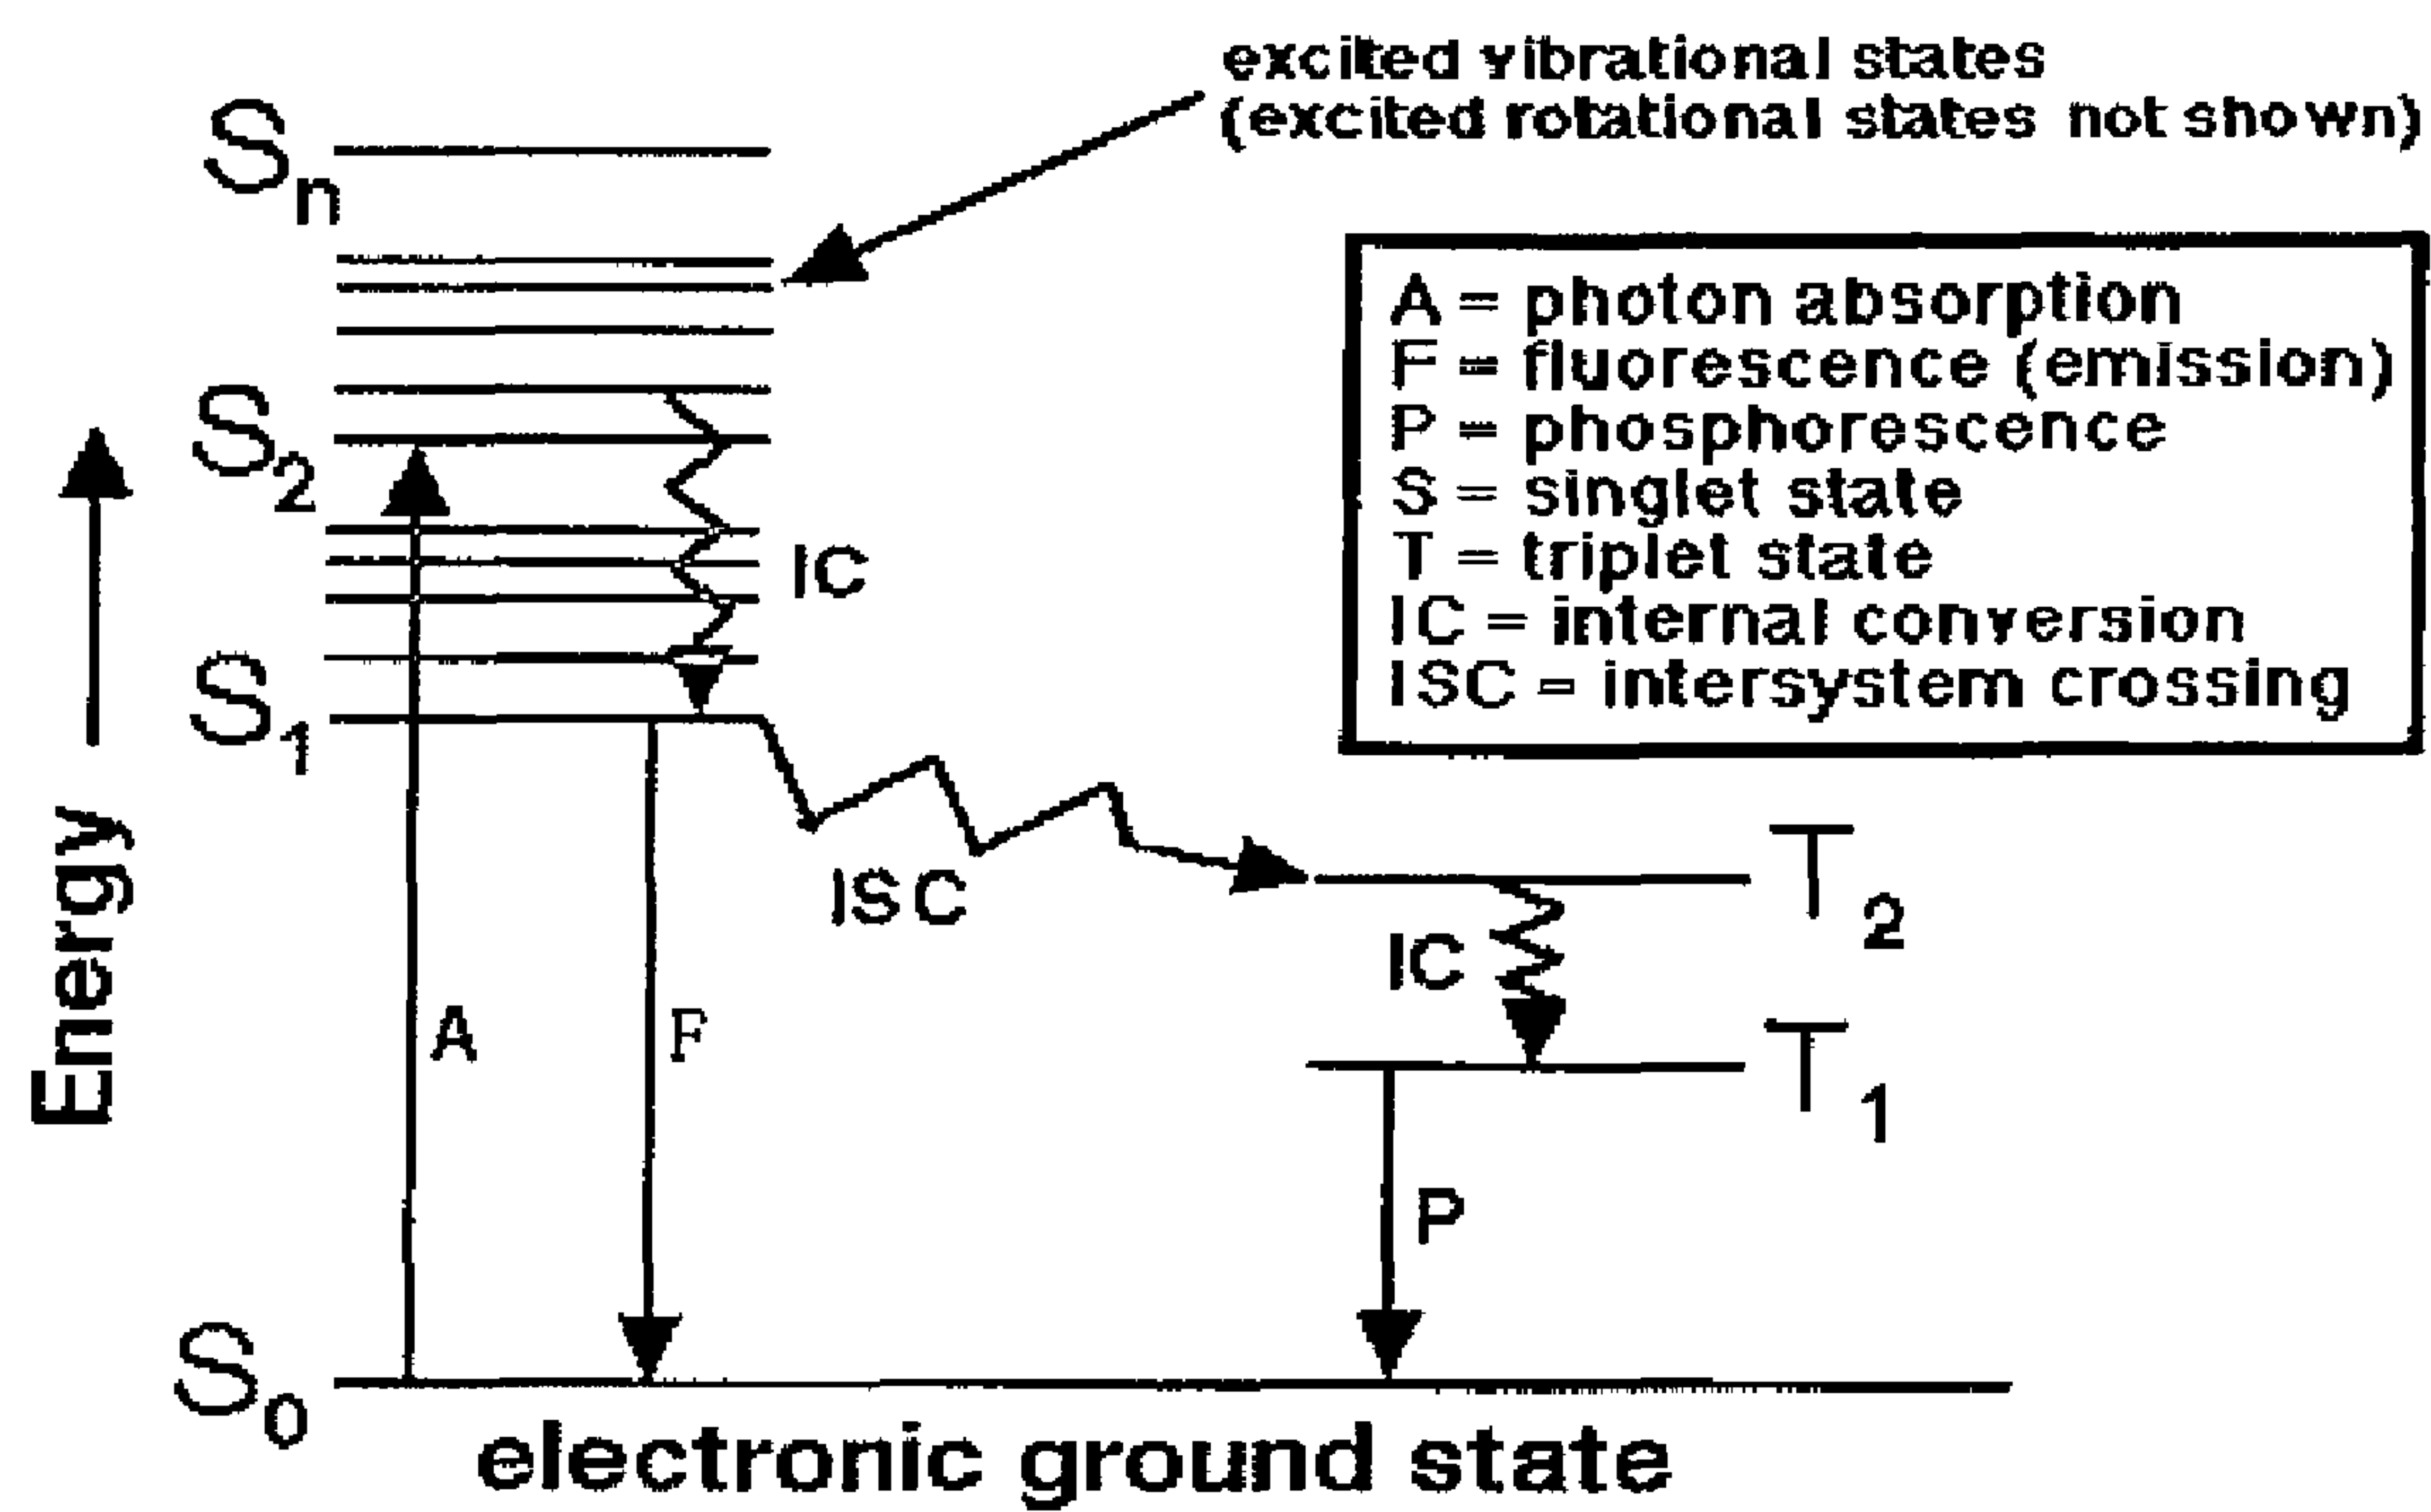 excited vibrational states
(excited rotational states not shown)
Sn
A = photon absorption
F = fluorescence (emission)
P = phosphorescence
S = singlet state
T = triplet state
IC = internal conversion
ISC = intersystem crossing
S2
IC
S1
Energy
ISC
T2
IC
A
F
T1
P
S0
electronic ground state